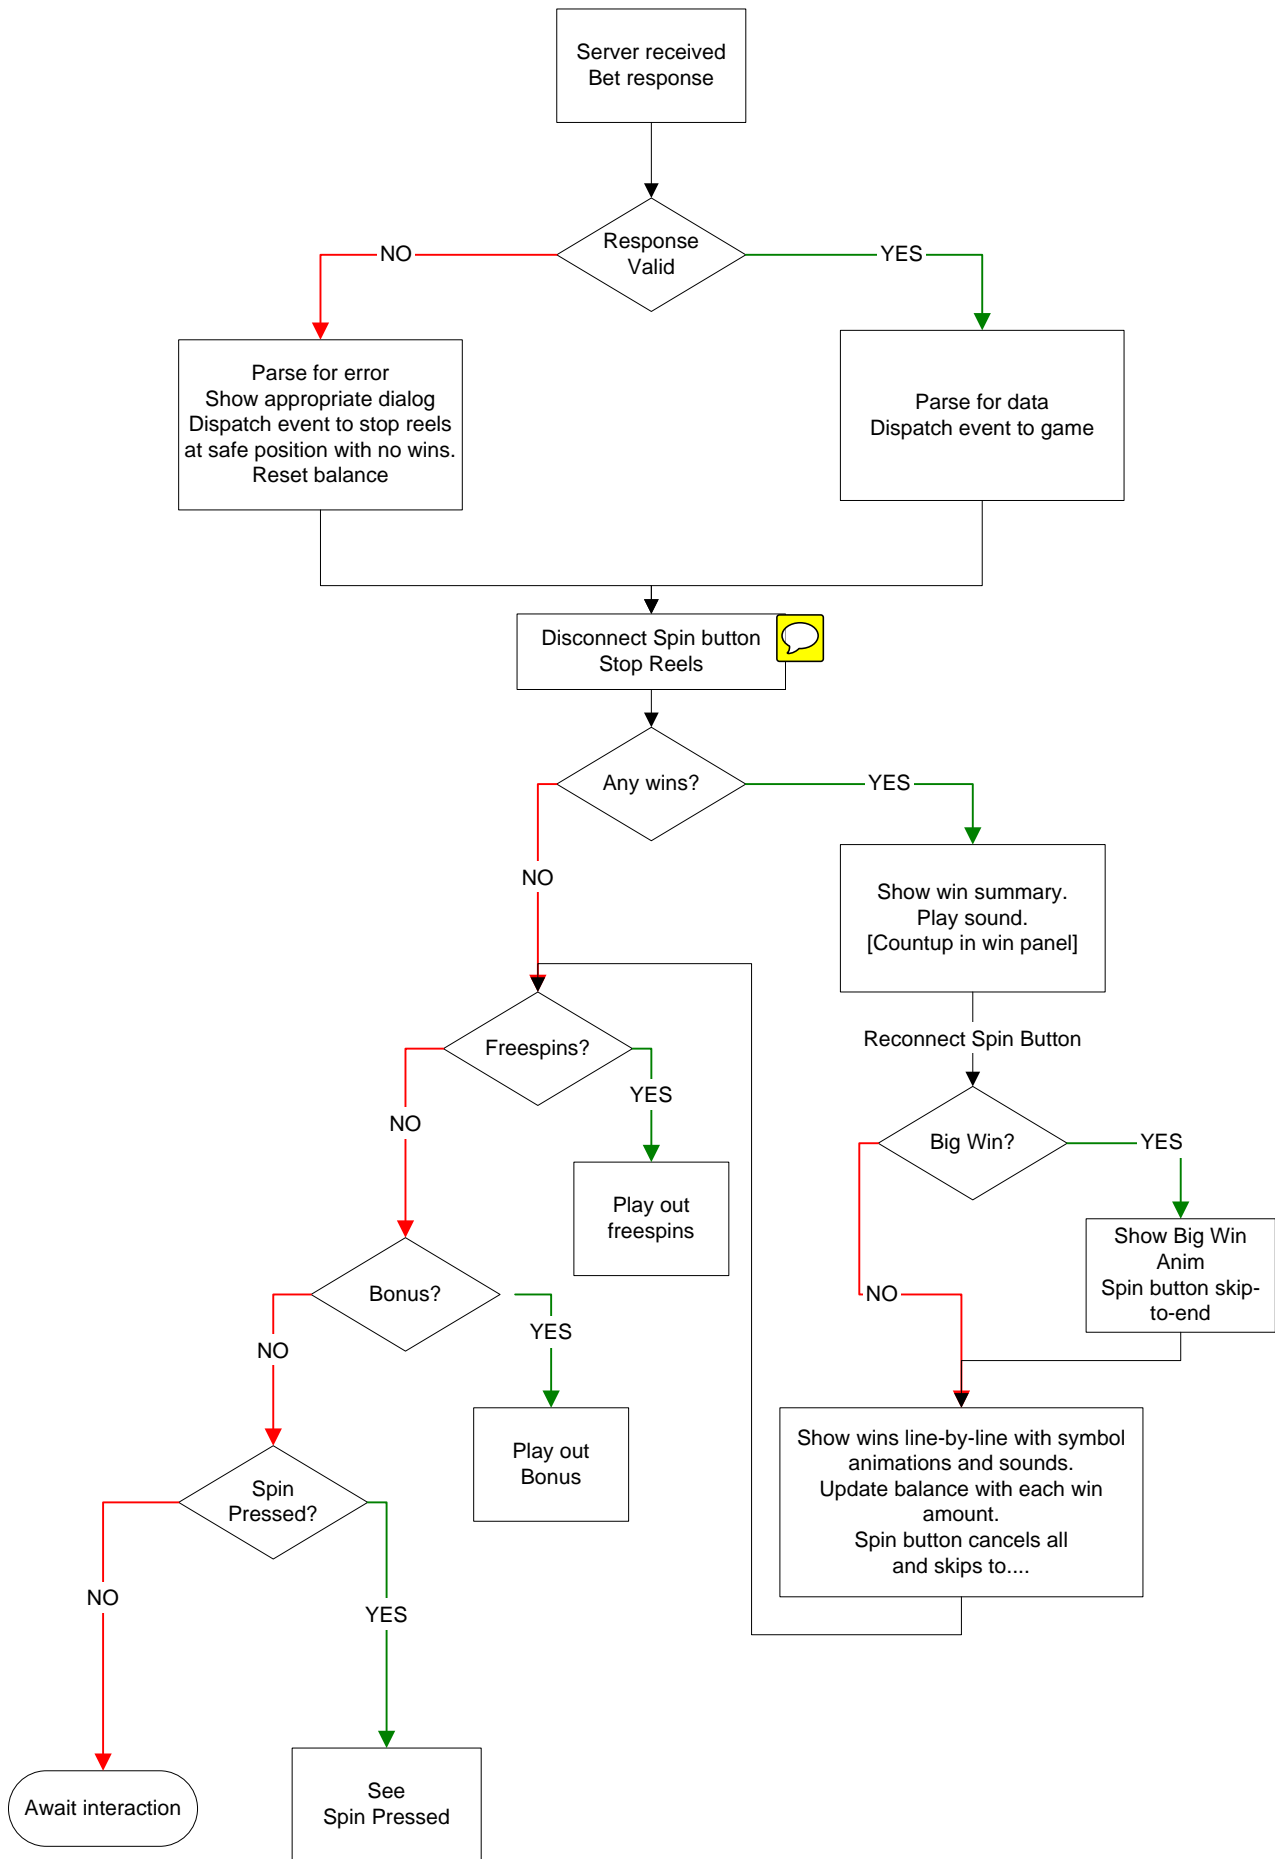 Server received
Bet response
Response
Valid
NO
YES
Parse for error
Show appropriate dialog
Dispatch event to stop reels
at safe position with no wins.
Reset balance
Parse for data
Dispatch event to game
Disconnect Spin button
Stop Reels
Any wins?
YES
NO
Show win summary.
Play sound.
[Countup in win panel]
Reconnect Spin Button
Freespins?
YES
NO
Big Win?
YES
Play out
freespins
Show Big Win
Anim
Spin button skip-
to-end
NO
Bonus?
YES
NO
Play out
Bonus
Show wins line-by-line with symbol
animations and sounds.
Update balance with each win
amount.
Spin button cancels all
and skips to....
Spin
Pressed?
NO
YES
Await interaction
See
Spin Pressed